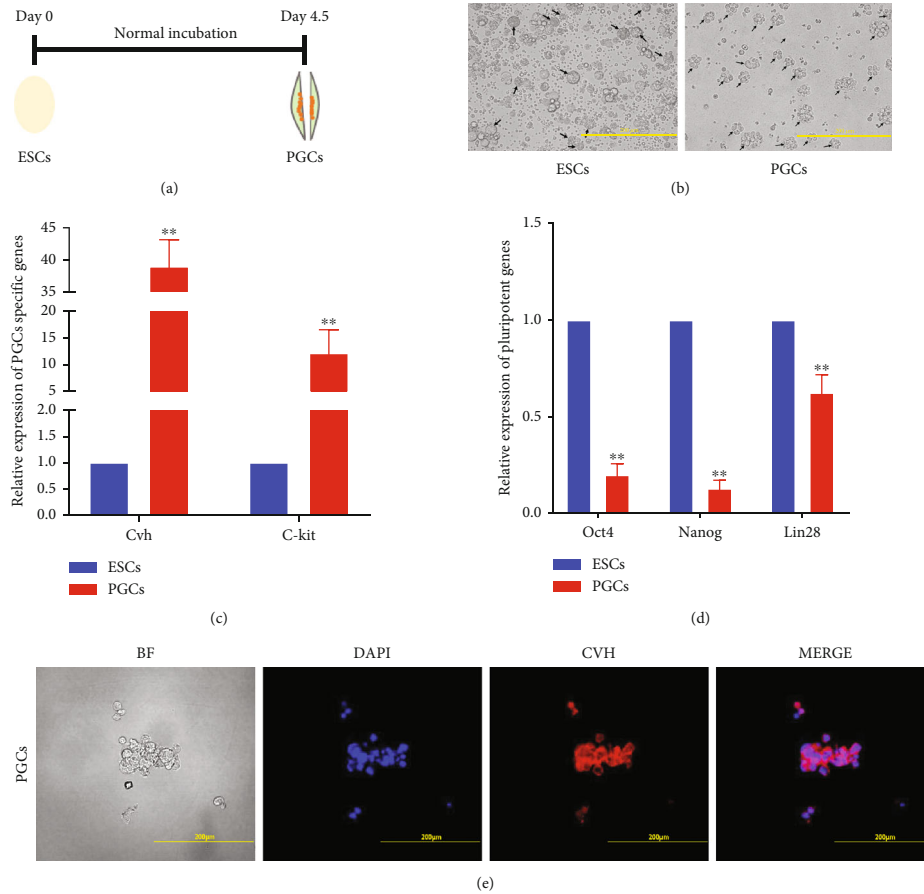 Day 0
Day 4.5
Normal incubation
ESCs
PGCs
(a)
ESCs
PGCs
(b)
Relative expression of PGCs specific genes
45
40
35
20
15
10
5
2.0
1.5
1.0
0.5
0.0
**
**
Cvh
C-kit
ESCs
PGCs
(c)
Relative expression of pluripotent genes
1.5
1.0
0.5
0.0
**
**
**
Oct4
Nanog
Lin28
ESCs
PGCs
(d)
BF
DAPI
CVH
MERGE
PGCs
200μm
200μm
200μm
200μm
(e)